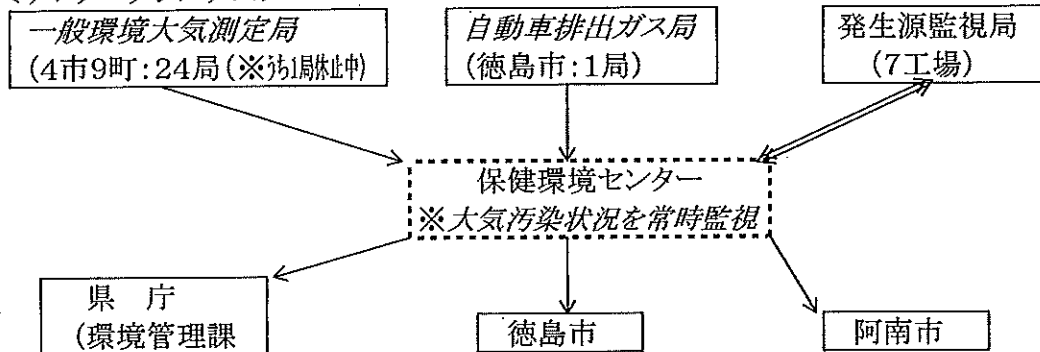 一般環境大気測定局
(4市9町:24局(※うち1局休止中)
自動車排出ガス局
(徳島市:1局)
発生源監視局
(7工場)
保健環境センター
※大気汚染状況を常時監視
県 庁
(環境管理課
徳島市
阿南市